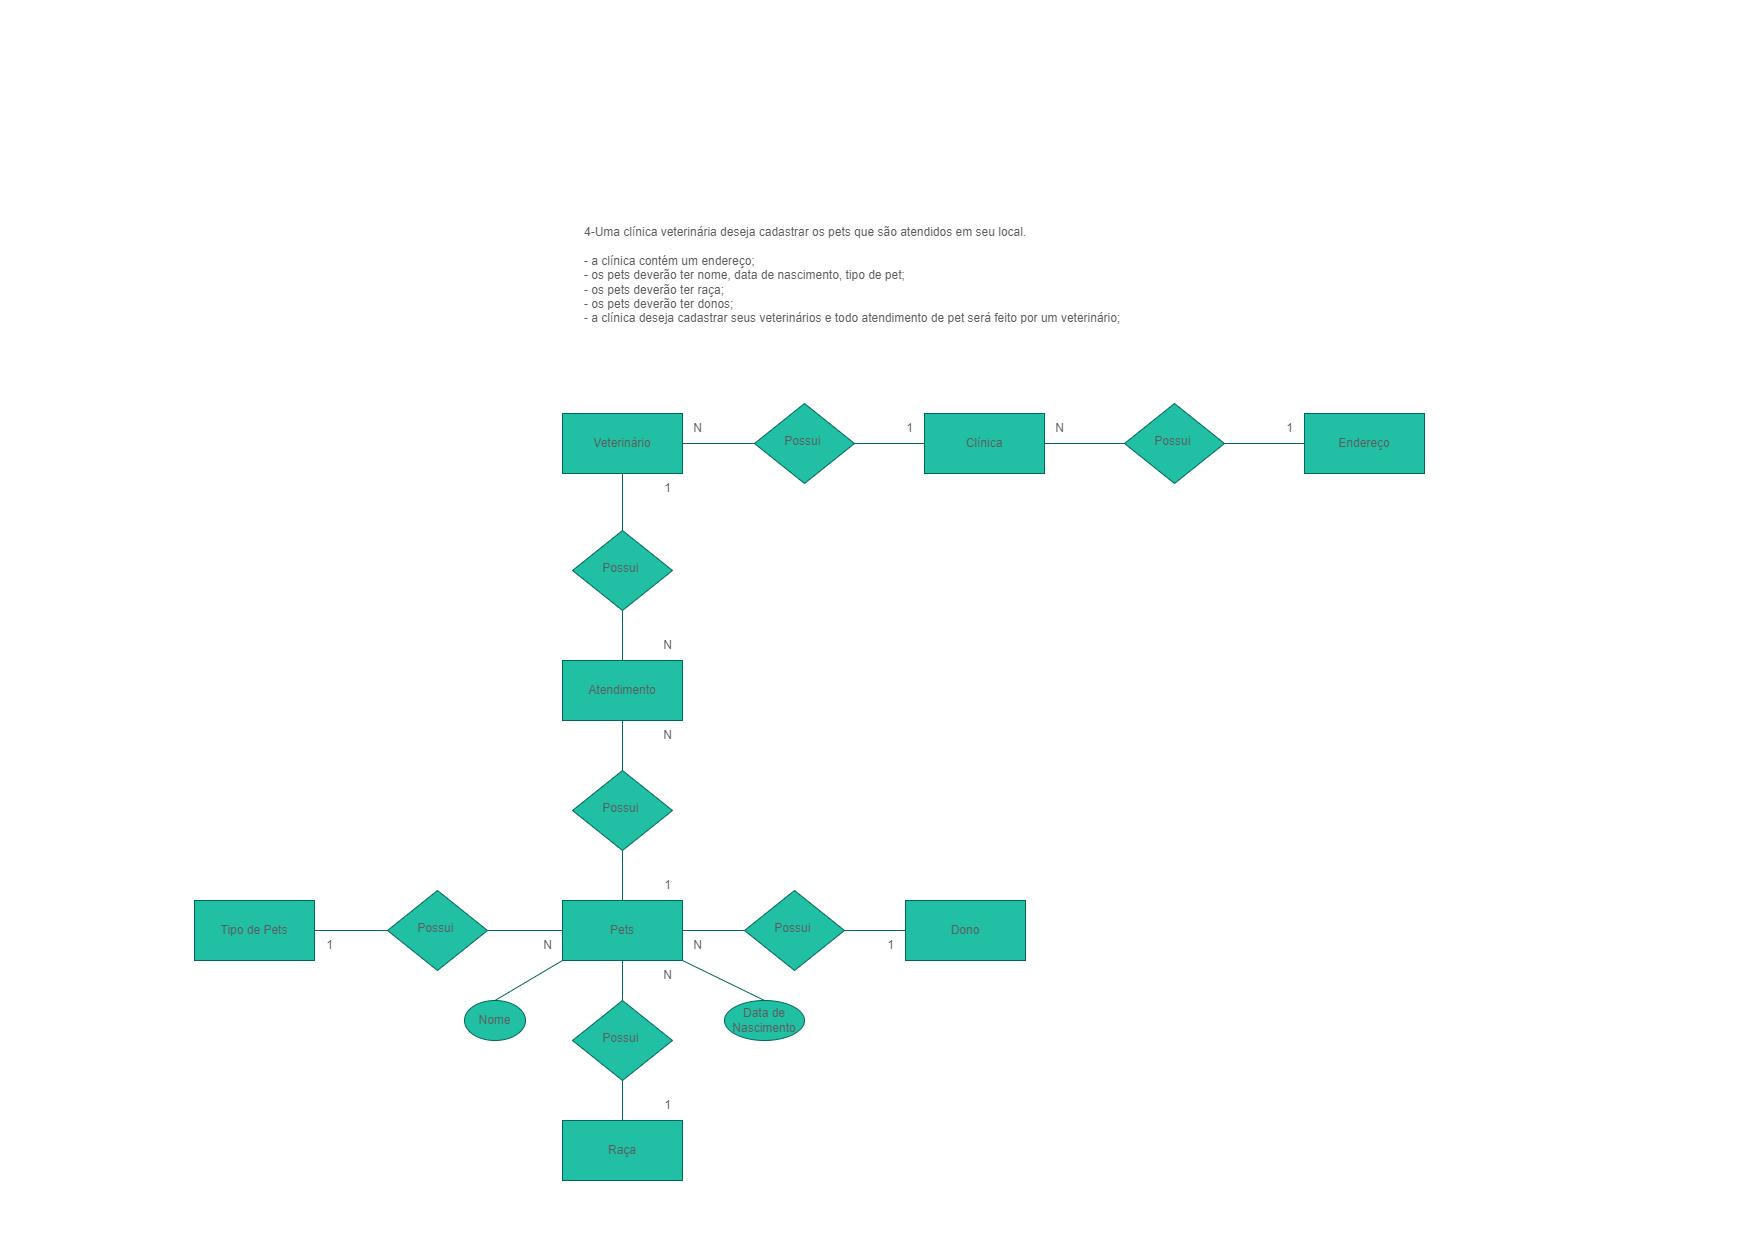 4-Uma clínica veterinária deseja cadastrar os pets que são atendidos em seu local.
- a clínica contém um endereço;
- os pets deverão ter nome, data de nascimento, tipo de pet;
- os pets deverão ter raça;
- os pets deverão ter donos;
- a clínica deseja cadastrar seus veterinários e todo atendimento de pet será feito por um veterinário;
Veterinário
N
Possui
1
Clínica
N
Possui
1
Endereço
1
Possui
N
Atendimento
N
Possui
1
Tipo de Pets
1
Possui
N
Pets
N
Possui
1
Dono
N
Nome
Possui
Data de
Nascimento
1
Raça